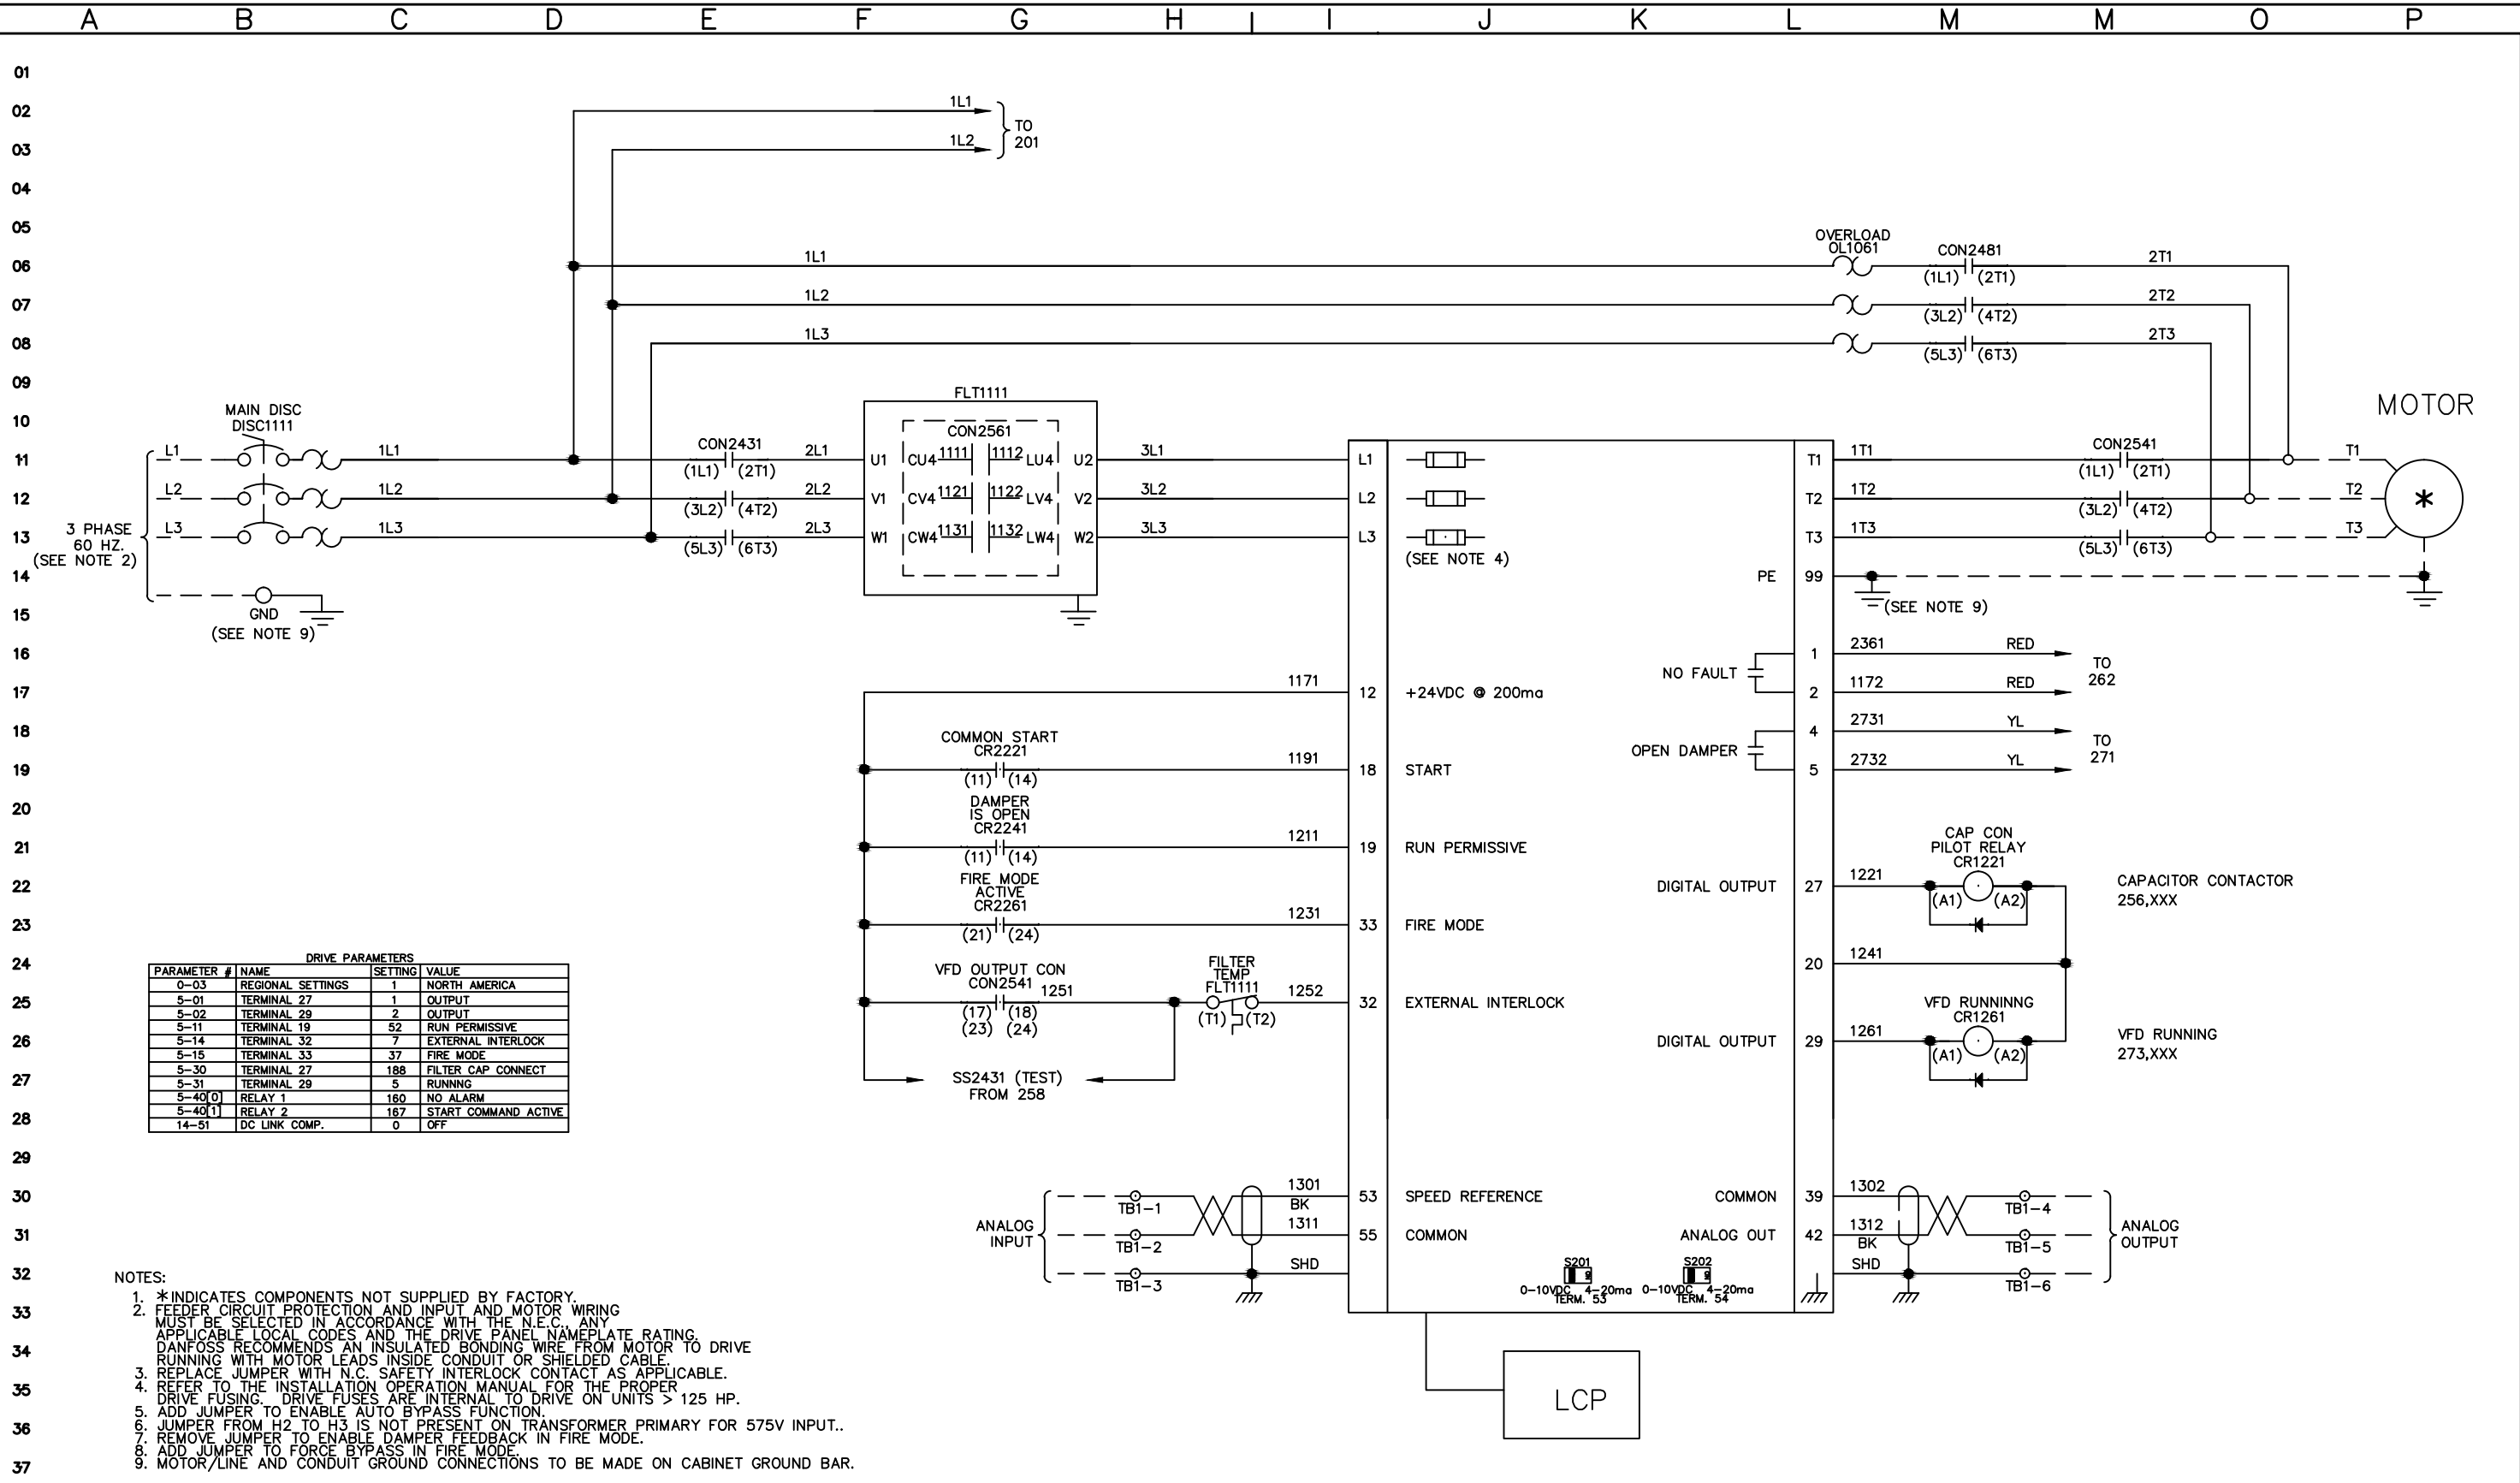 A B C D E F G H I J K L M M O P
01
02 1L1
TO
201
03 1L2
04
05
OVERLOAD
OL1061 CON2481
06 1L1 2T1
(1L1) (2T1)
07 1L2 2T2
(3L2) (4T2)
08 1L3 2T3
(5L3) (6T3)
09
FLT1111
MOTOR
10
MAIN DISC
DISC1111
CON2561
CON2431
CON2541
11 L1 1L1 2L1 U1 CU4 1111 1112 LU4 U2 3L1 L1 T1 1T1 T1
(1L1) (2T1) (1L1) (2T1)
12 L2 1L2 2L2 V1 CV4 1121 1122 LV4 V2 3L2 L2 T2 1T2 T2 *
(3L2) (4T2) (3L2) (4T2)
13 L3 1L3 2L3 W1 CW4 1131 1132 LW4 W2 3L3 L3 T3 1T3 T3
(5L3) (6T3) (5L3) (6T3)
3 PHASE
60 HZ.
(SEE NOTE 2)
(SEE NOTE 4)
14 PE 99
15 GND
(SEE NOTE 9)
(SEE NOTE 9)
16 1 2361 RED
NO FAULT
TO
262
17 1171 12 +24VDC @ 200ma 2 1172 RED
18 4 2731 YL
COMMON START
CR2221
OPEN DAMPER
TO
271
19 1191 18 START 5 2732 YL
(11) (14)
20
DAMPER
IS OPEN
CR2241
21 1211 19 RUN PERMISSIVE
(11) (14)
CAP CON
PILOT RELAY
CR1221
22 DIGITAL OUTPUT 27 1221
(A1) (A2)
CAPACITOR CONTACTOR
256,XXX
FIRE MODE
ACTIVE
CR2261
23 1231 33 FIRE MODE
(21) (24)
24 20 1241
VFD OUTPUT CON
CON2541
FILTER
TEMP
FLT1111
25 1251 1252 32 EXTERNAL INTERLOCK
(17) (18)
(23) (24)
(T1) (T2)
VFD RUNNINNG
CR1261
26 DIGITAL OUTPUT 29 1261
(A1) (A2)
VFD RUNNING
273,XXX
27 SS2431 (TEST)
FROM 258
28
DRIVE PARAMETERS
PARAMETER # NAME SETTING VALUE
0-03 REGIONAL SETTINGS 1 NORTH AMERICA
5-01 TERMINAL 27 1 OUTPUT
5-02 TERMINAL 29 2 OUTPUT
5-11 TERMINAL 19 52 RUN PERMISSIVE
5-14 TERMINAL 32 7 EXTERNAL INTERLOCK
5-15 TERMINAL 33 37 FIRE MODE
5-30 TERMINAL 27 188 FILTER CAP CONNECT
5-31 TERMINAL 29 5 RUNNNG
5-40[0] RELAY 1 160 NO ALARM
5-40[1] RELAY 2 167 START COMMAND ACTIVE
14-51 DC LINK COMP. 0 OFF
29
30 TB1-1 1301 53 SPEED REFERENCE COMMON 39 1302 TB1-4
BK
ANALOG
INPUT
31 TB1-2 1311 55 COMMON ANALOG OUT 42 1312 TB1-5
BK
ANALOG
OUTPUT
32 TB1-3 SHD SHD TB1-6
S201
0-10VDC 4-20ma
TERM. 53
S202
0-10VDC 4-20ma
TERM. 54
33
34
35
36
37
LCP
NOTES:
1. *INDICATES COMPONENTS NOT SUPPLIED BY FACTORY.
2. FEEDER CIRCUIT PROTECTION AND INPUT AND MOTOR WIRING
MUST BE SELECTED IN ACCORDANCE WITH THE N.E.C., ANY
APPLICABLE LOCAL CODES AND THE DRIVE PANEL NAMEPLATE RATING.
DANFOSS RECOMMENDS AN INSULATED BONDING WIRE FROM MOTOR TO DRIVE
RUNNING WITH MOTOR LEADS INSIDE CONDUIT OR SHIELDED CABLE.
3. REPLACE JUMPER WITH N.C. SAFETY INTERLOCK CONTACT AS APPLICABLE.
4. REFER TO THE INSTALLATION OPERATION MANUAL FOR THE PROPER
DRIVE FUSING. DRIVE FUSES ARE INTERNAL TO DRIVE ON UNITS > 125 HP.
5. ADD JUMPER TO ENABLE AUTO BYPASS FUNCTION.
6. JUMPER FROM H2 TO H3 IS NOT PRESENT ON TRANSFORMER PRIMARY FOR 575V INPUT..
7. REMOVE JUMPER TO ENABLE DAMPER FEEDBACK IN FIRE MODE.
8. ADD JUMPER TO FORCE BYPASS IN FIRE MODE.
9. MOTOR/LINE AND CONDUIT GROUND CONNECTIONS TO BE MADE ON CABINET GROUND BAR.